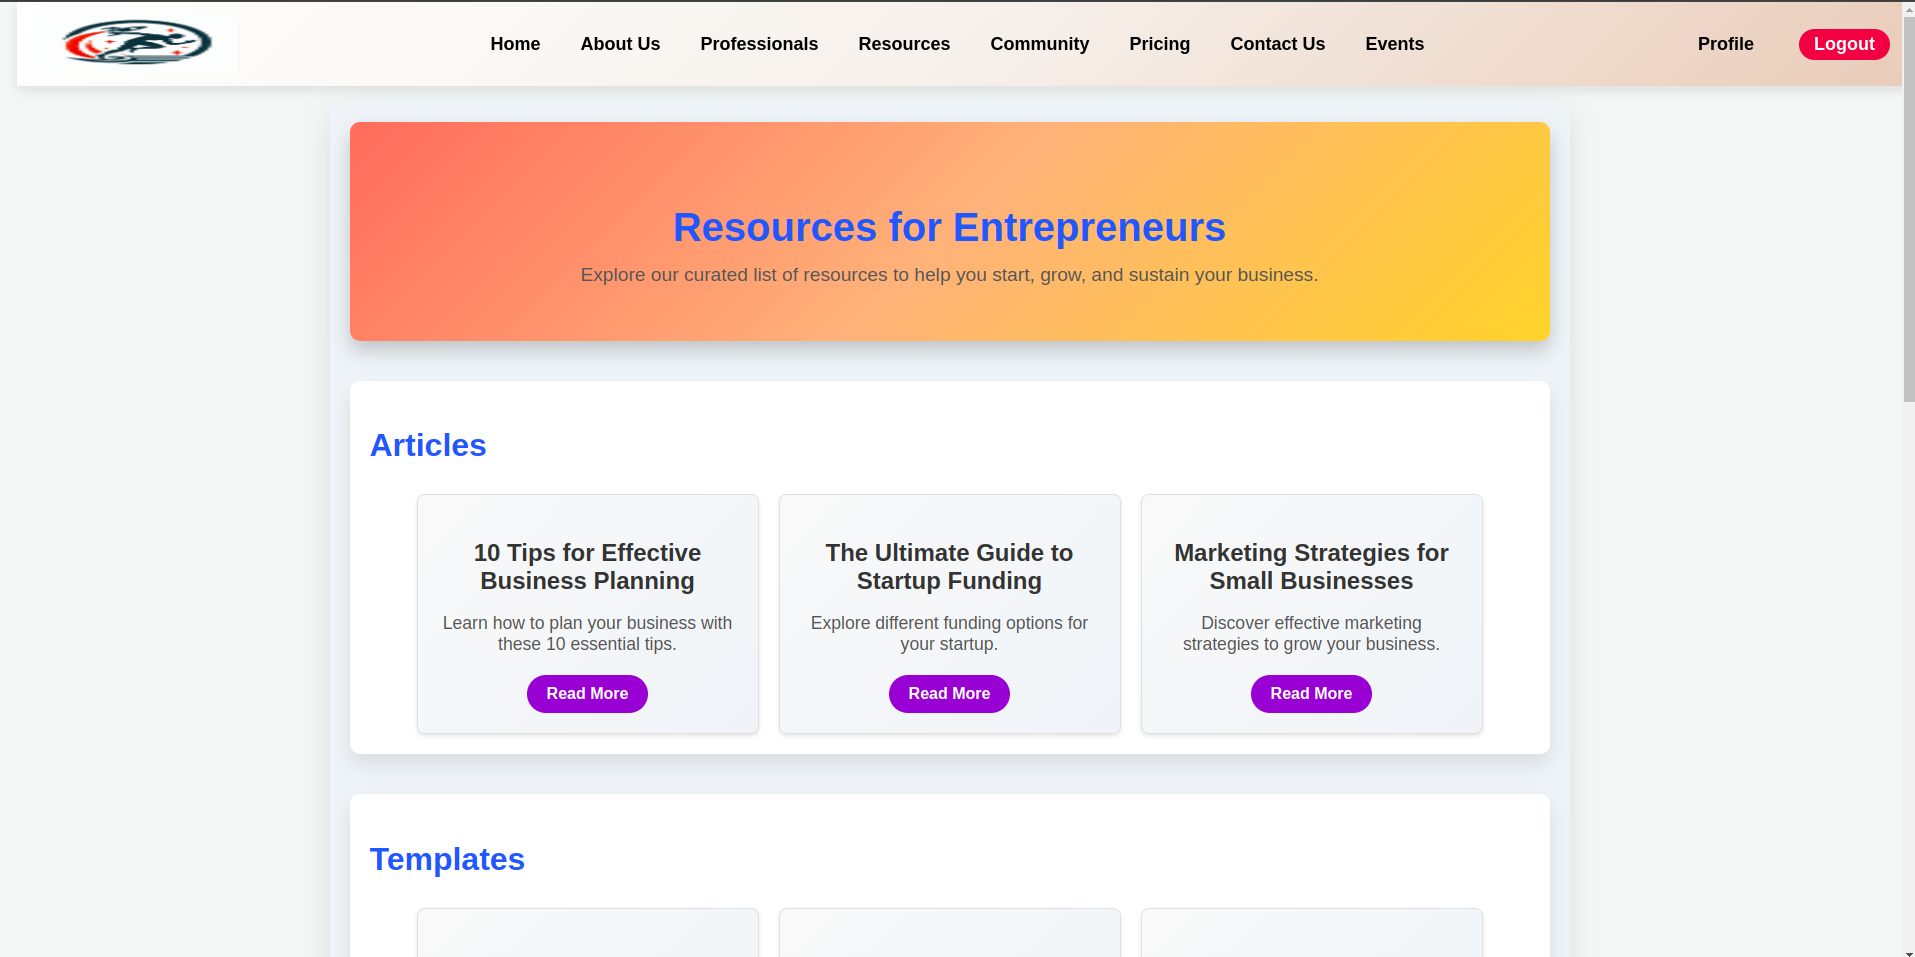 Home About Us Professionals Resources Community Pricing Contact Us Events Profile Logout
Resources for Entrepreneurs
Explore our curated list of resources to help you start, grow, and sustain your business.
Articles
10 Tips for Effective
Business Planning
Learn how to plan your business with
these 10 essential tips.
Read More
The Ultimate Guide to
Startup Funding
Explore different funding options for
your startup.
Read More
Marketing Strategies for
Small Businesses
Discover effective marketing
strategies to grow your business.
Read More
Templates